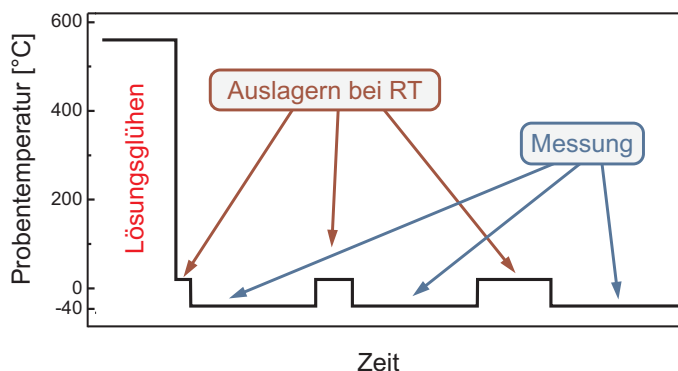 600
400
200
0
-40
Probentemperatur [°C]
Lösungsglühen
Auslagern bei RT
Messung
Zeit